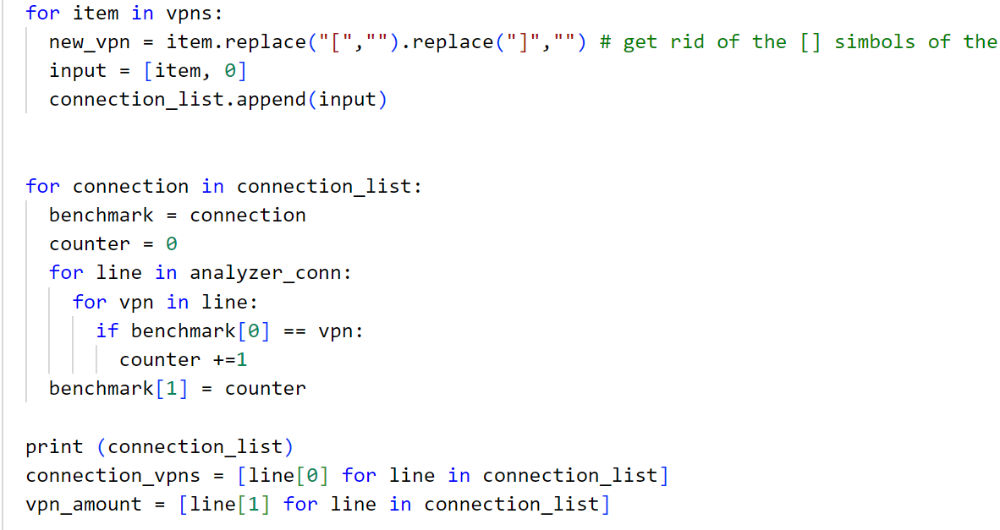 for item in vpns:
  new_vpn = item.replace("[","").replace("]","") # get rid of the [] simbols of the
  input = [item, 0]
  connection_list.append(input)
for connection in connection_list:
  benchmark = connection
  counter = 0
  for line in analyzer_conn:
    for vpn in line:
      if benchmark[0] == vpn:
        counter +=1
  benchmark[1] = counter
print (connection_list)
connection_vpns = [line[0] for line in connection_list]
vpn_amount = [line[1] for line in connection_list]